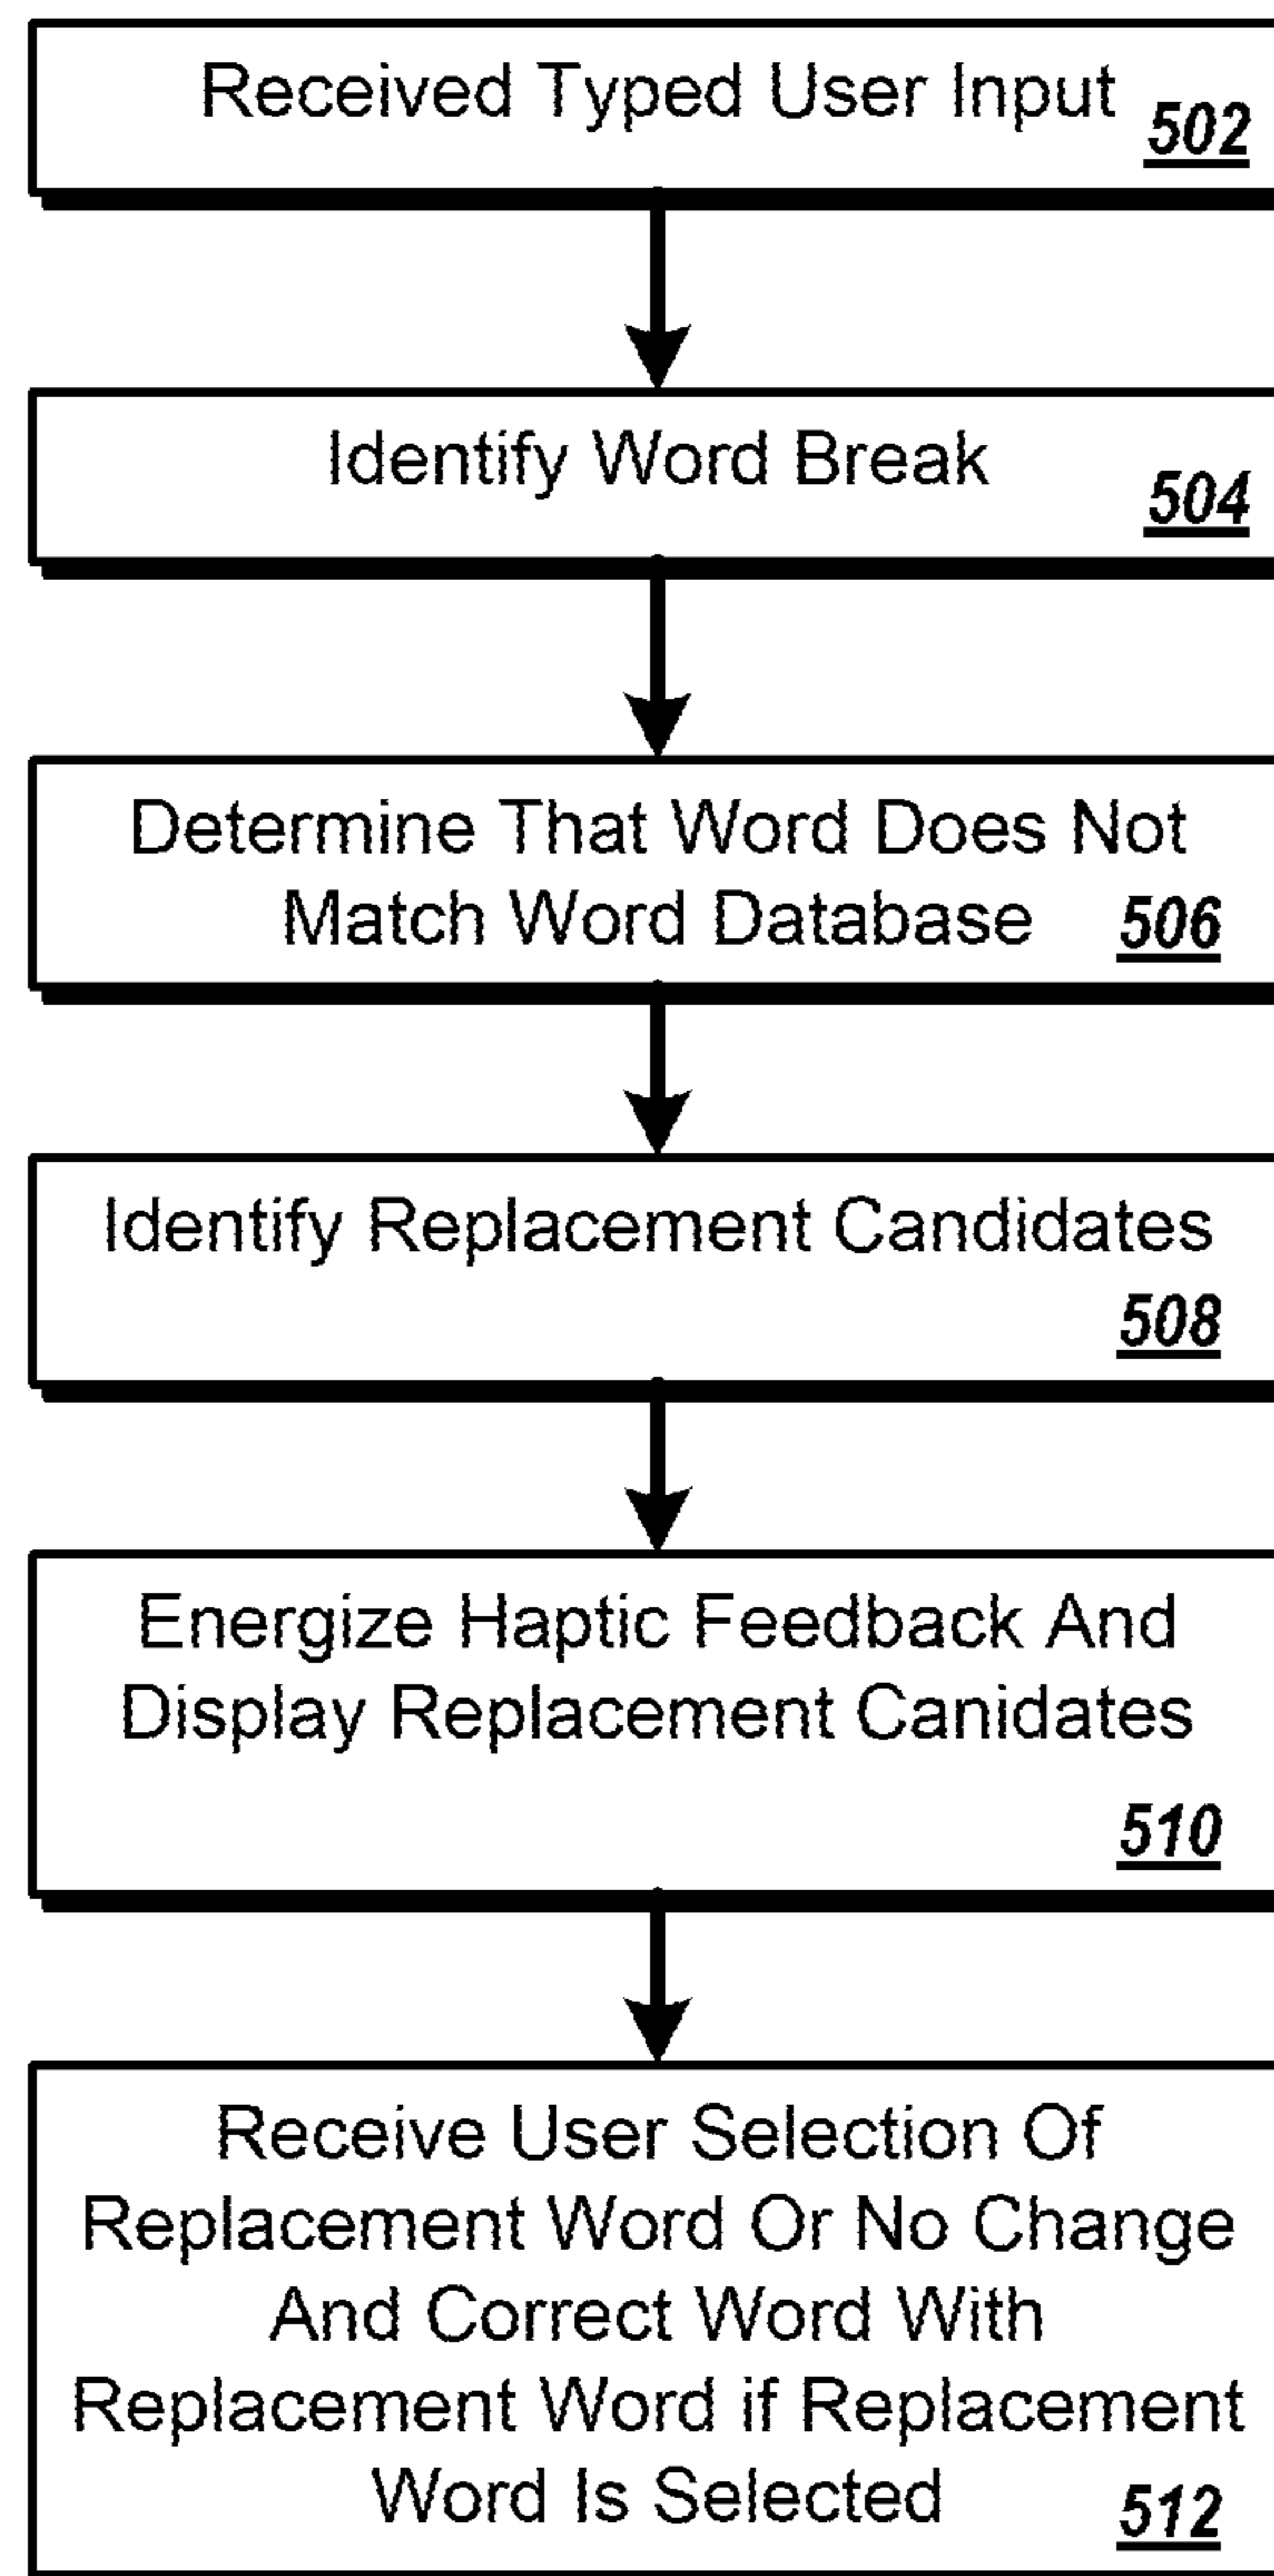 Received Typed User Input
502
Identify Word Break
504
Determine That Word Does Not
Match Word Database 506
Identify Replacement Candidates
508
Energize Haptic Feedback And
Display Replacement Canidates
510
Receive User Selection Of
Replacement Word Or No Change
And Correct Word With
Replacement Word if Replacement
Word Is Selected 512